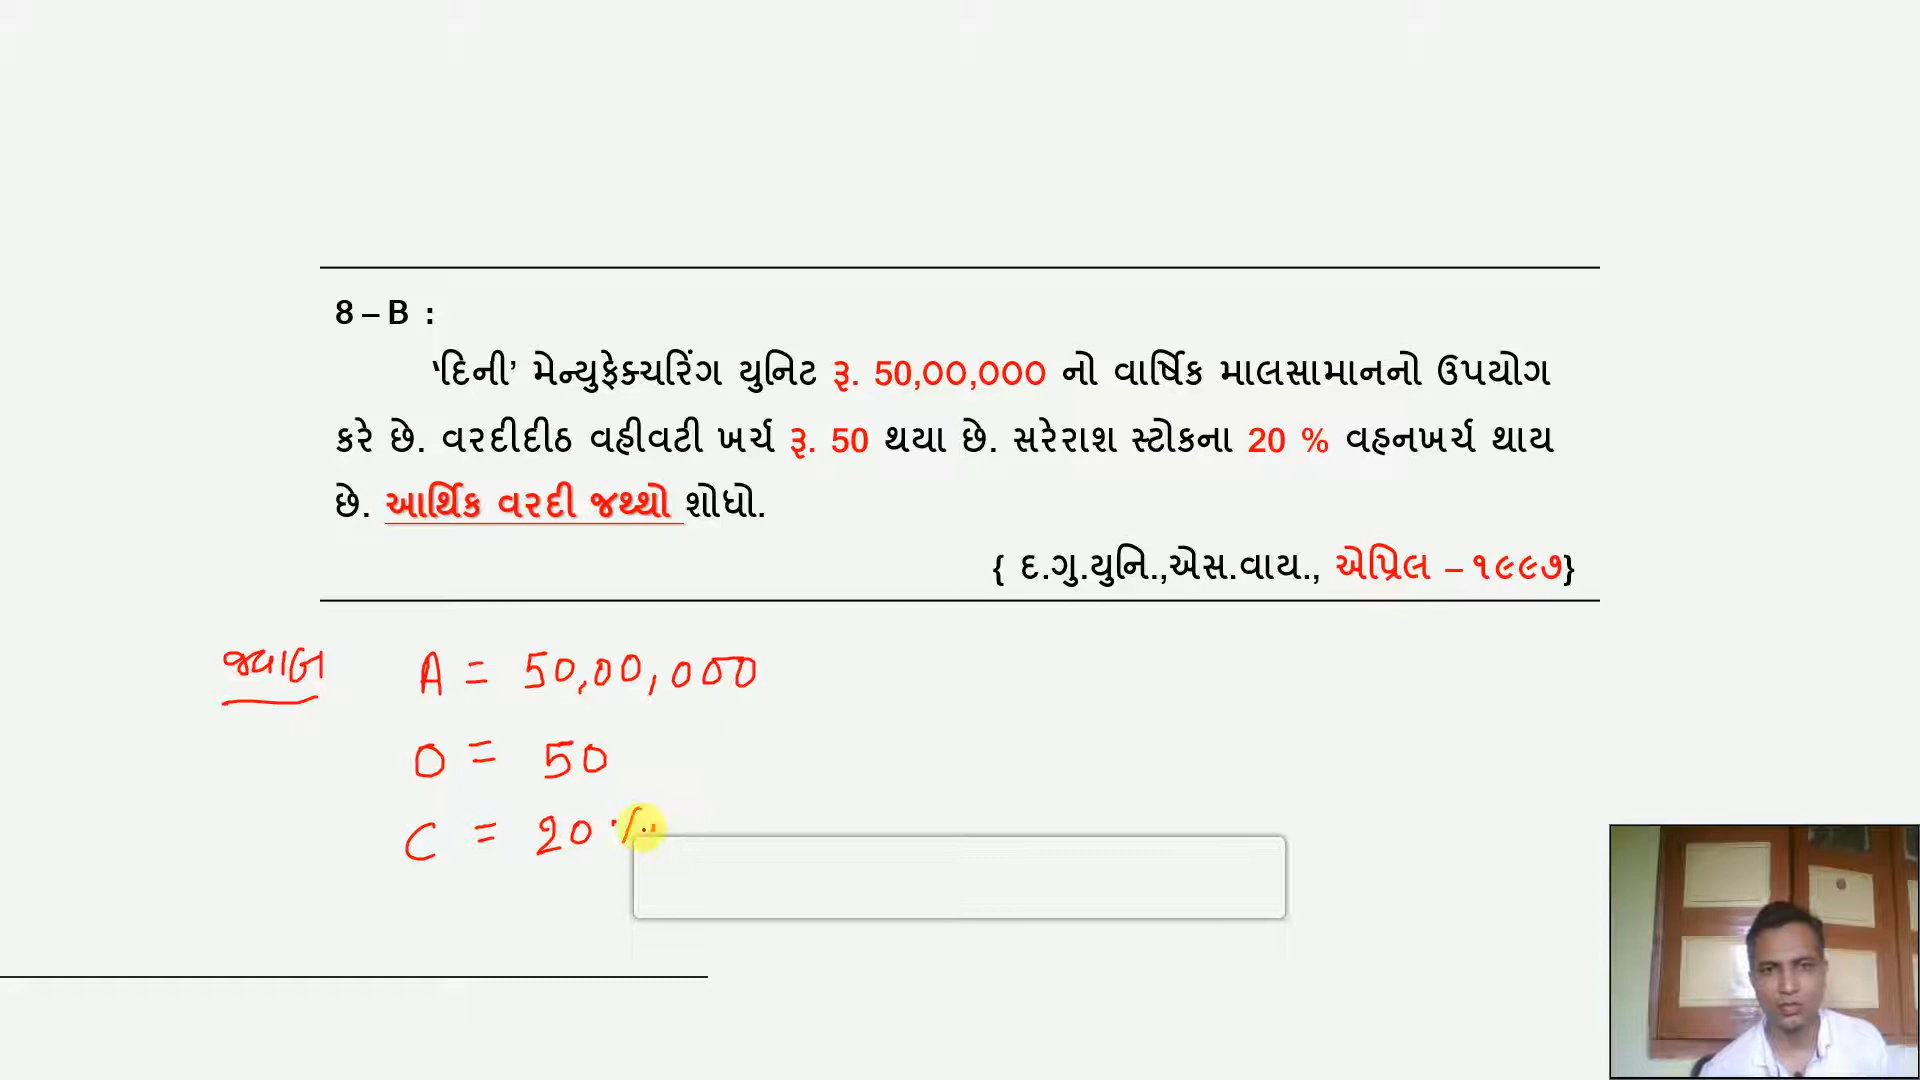 8 – B :
‘દિની’ મેન્યુફેક્ચરિંગ યુનિટ રૂ. 50,00,000 નો વાર્ષિક માલસામાનનો ઉપયોગ
કરે છે. વરદીદીઠ વહીવટી ખર્ચ રૂ. 50 થયા છે. સરેરાશ સ્ટોકના 20 % વહનખર્ચ થાય
છે. આર્થિક વરદી જથ્થો શોધો.
{ દ.ગુ.યુનિ.,એસ.વાય., એપ્રિલ – ૧૯૯૭}
જવાબ A = 50,00,000
O = 50
C = 20 %